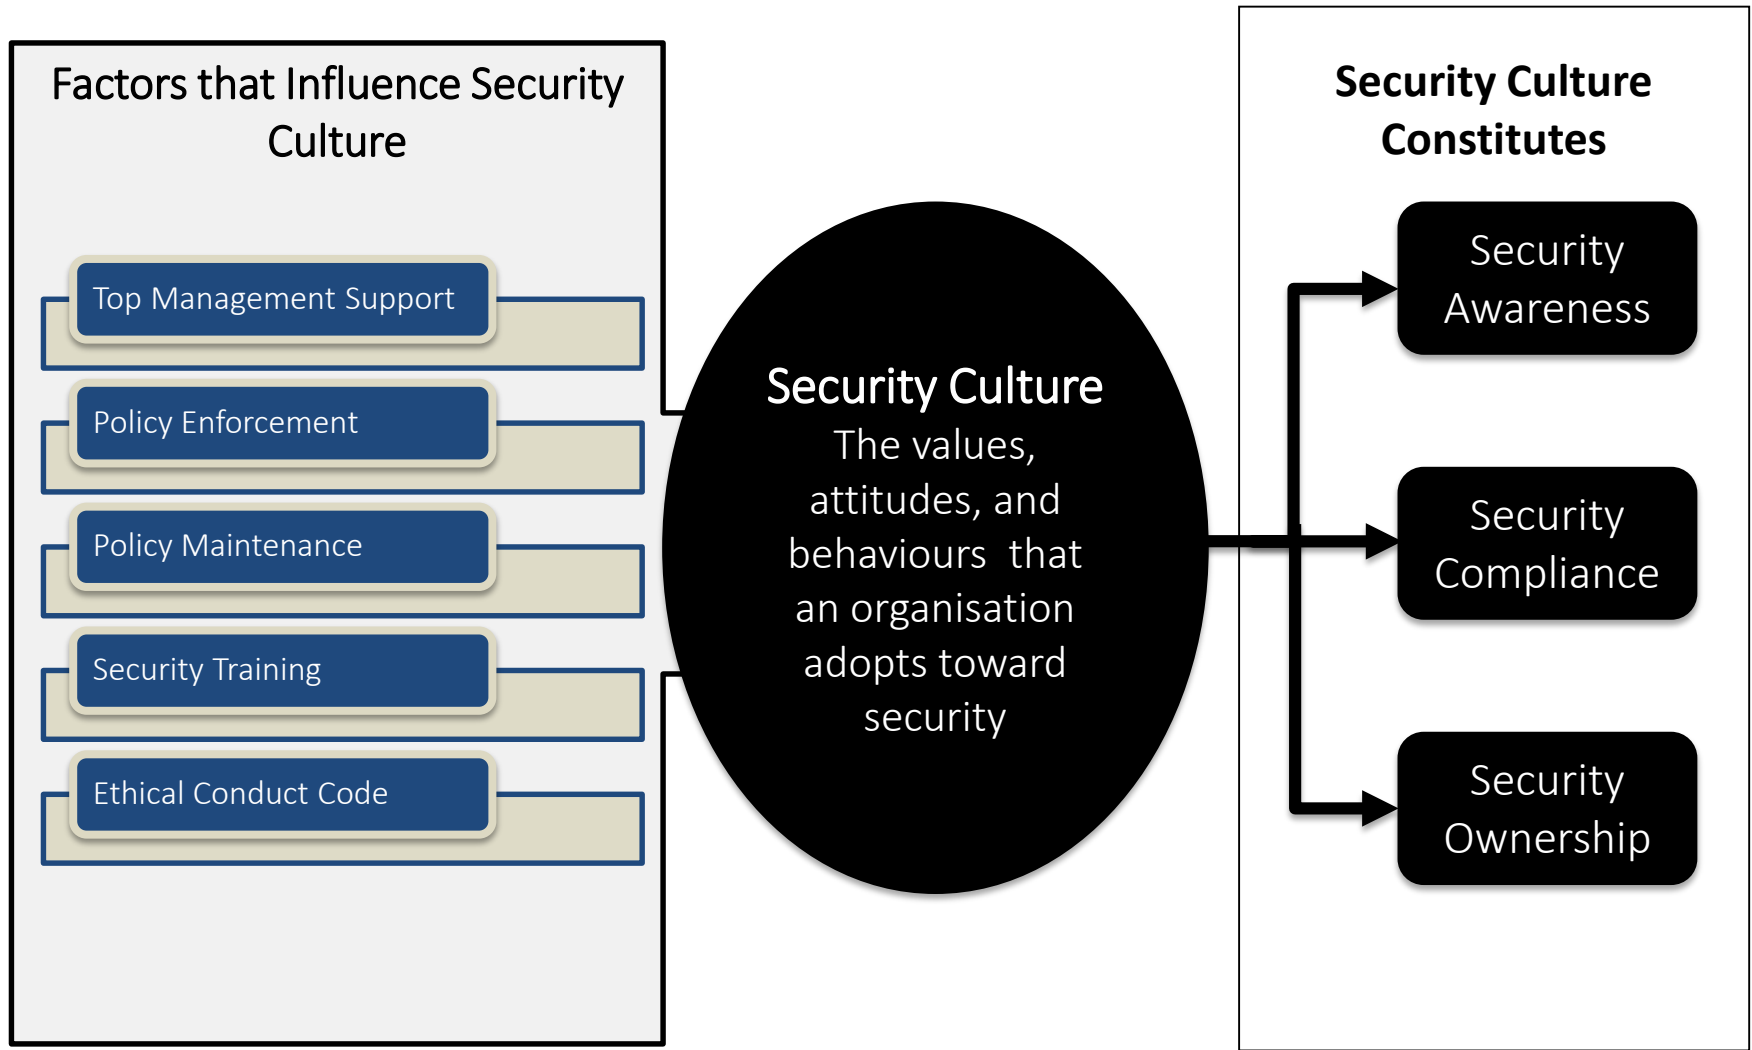 Factors that Influence Security
Culture
Top Management Support
Policy Enforcement
Policy Maintenance
Security Training
Ethical Conduct Code
Security Culture
The values,
attitudes, and
behaviours  that
an organisation
adopts toward
security
Security Culture
Constitutes
Security
Awareness
Security
Compliance
Security
Ownership